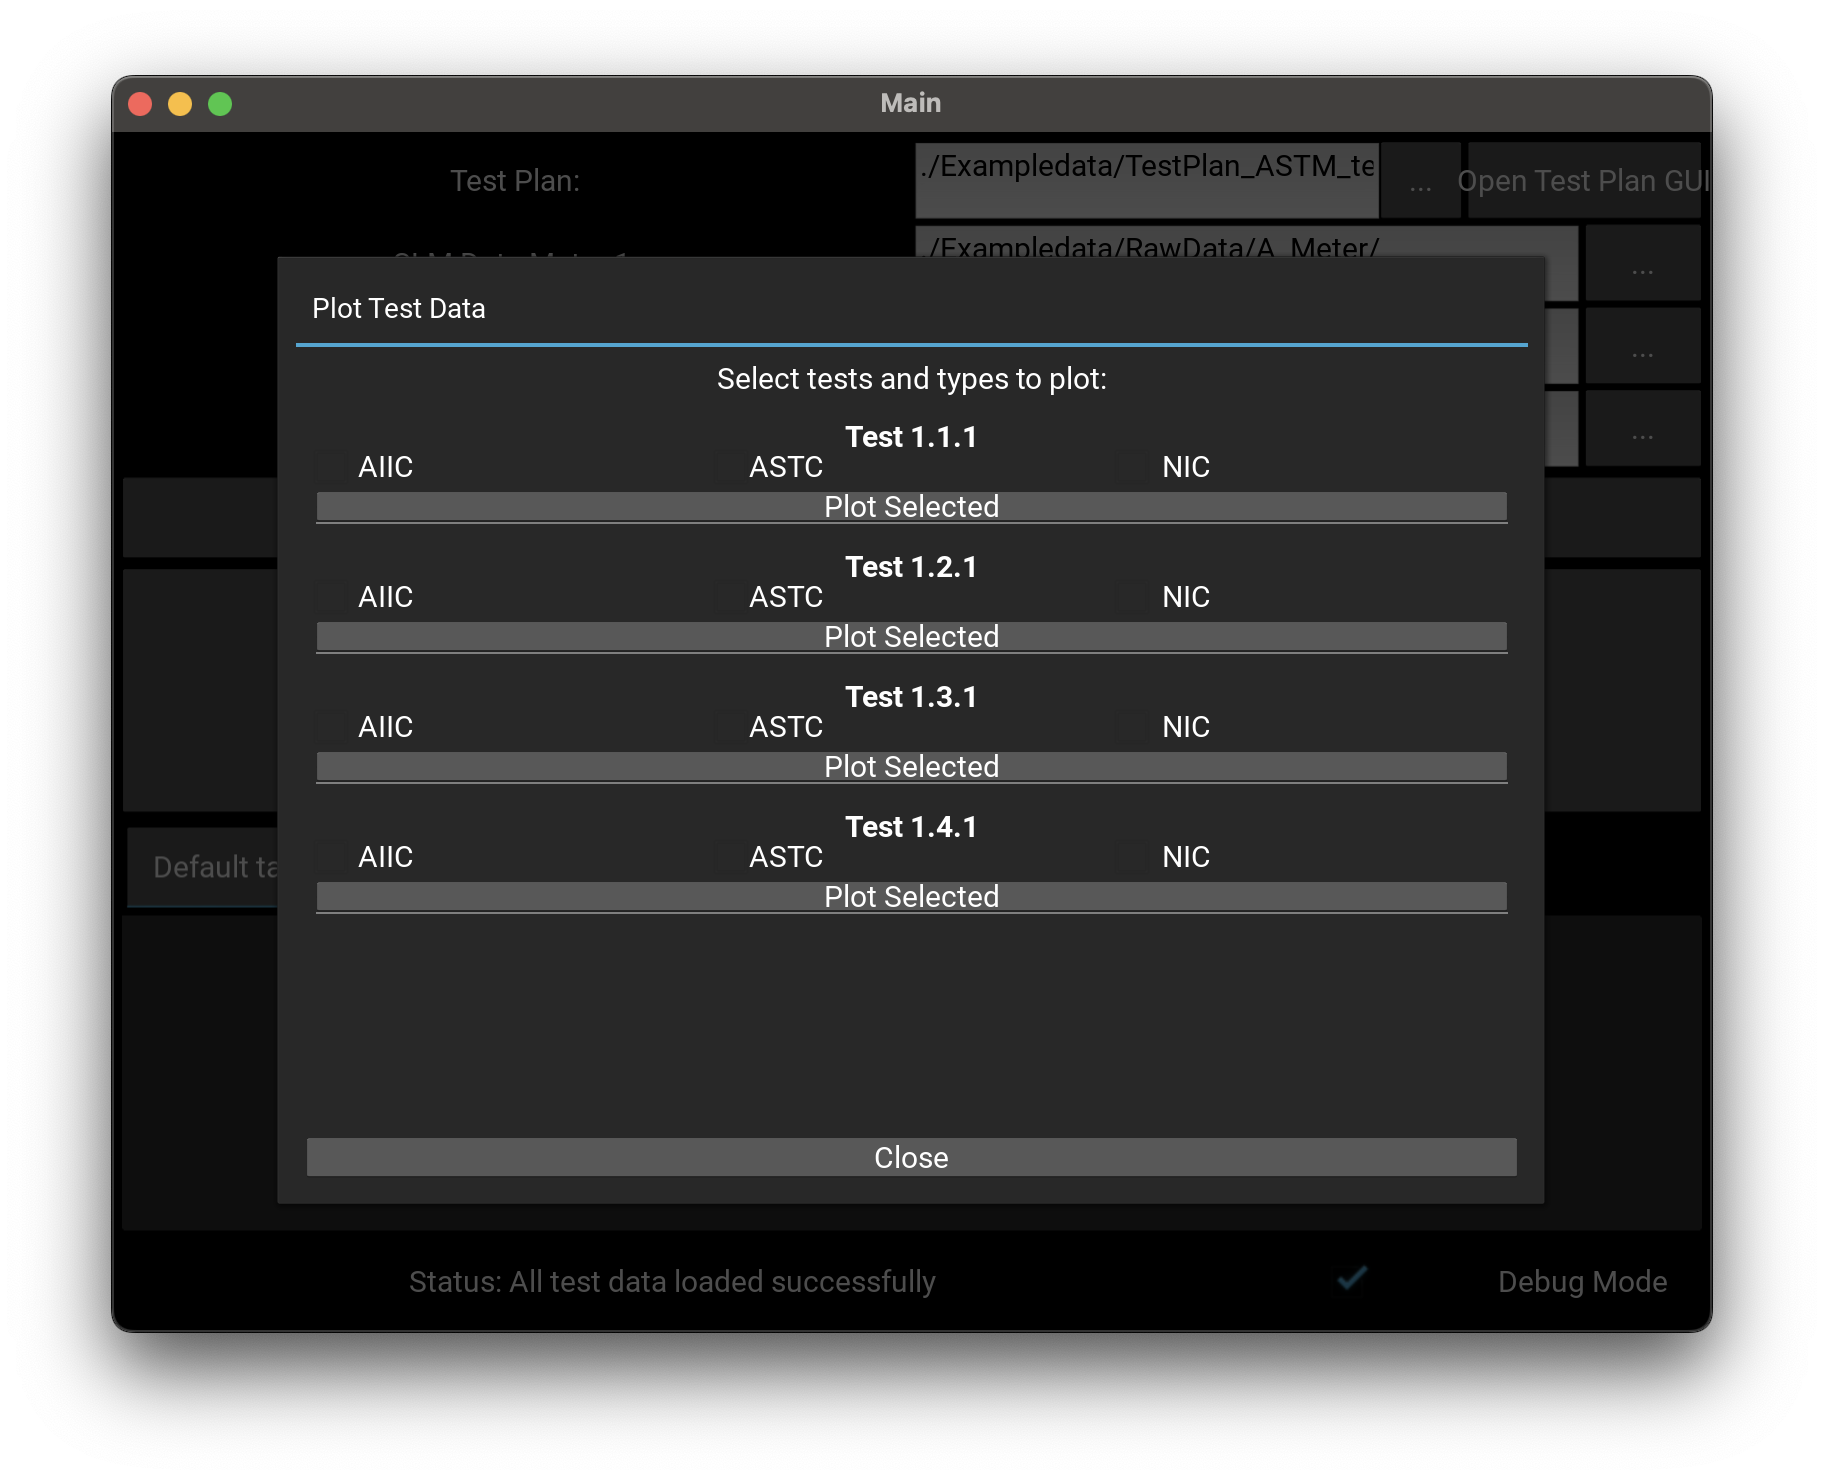 Main
Test Plan:
./Exampledata/TestPlan_ASTM_te
...
Open Test Plan GUI
./Exampledata/RawData/A_Meter/
...
Plot Test Data
...
Select tests and types to plot:
...
Test 1.1.1
AIIC ASTC NIC
Plot Selected
Test 1.2.1
AIIC ASTC NIC
Plot Selected
Test 1.3.1
AIIC ASTC NIC
Plot Selected
Test 1.4.1
AIIC ASTC NIC
Default ta
Plot Selected
Close
Status: All test data loaded successfully
Debug Mode